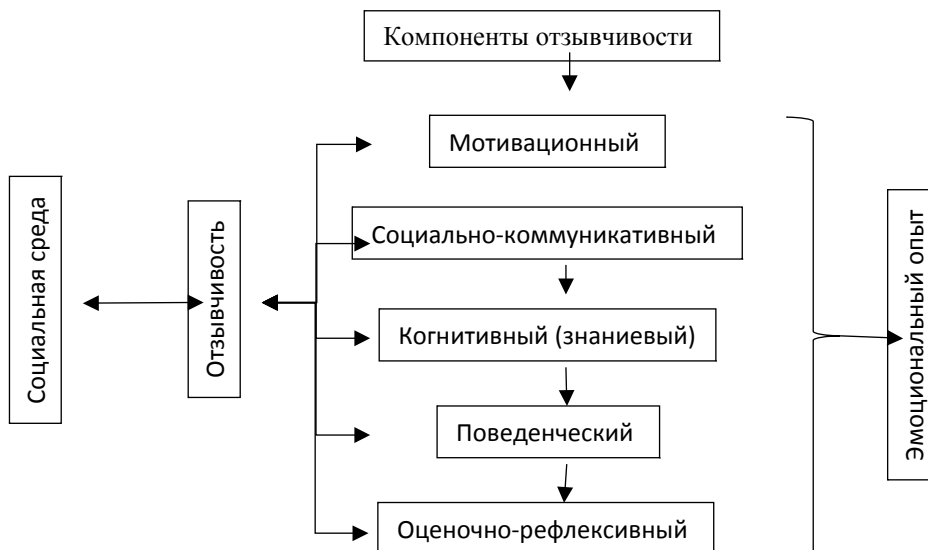 Компоненты отзывчивости
Мотивационный
Социальная среда
Отзывчивость
Социально-коммуникативный
Когнитивный (знаниевый)
Поведенческий
Оценочно-рефлексивный
Эмоциональный опыт